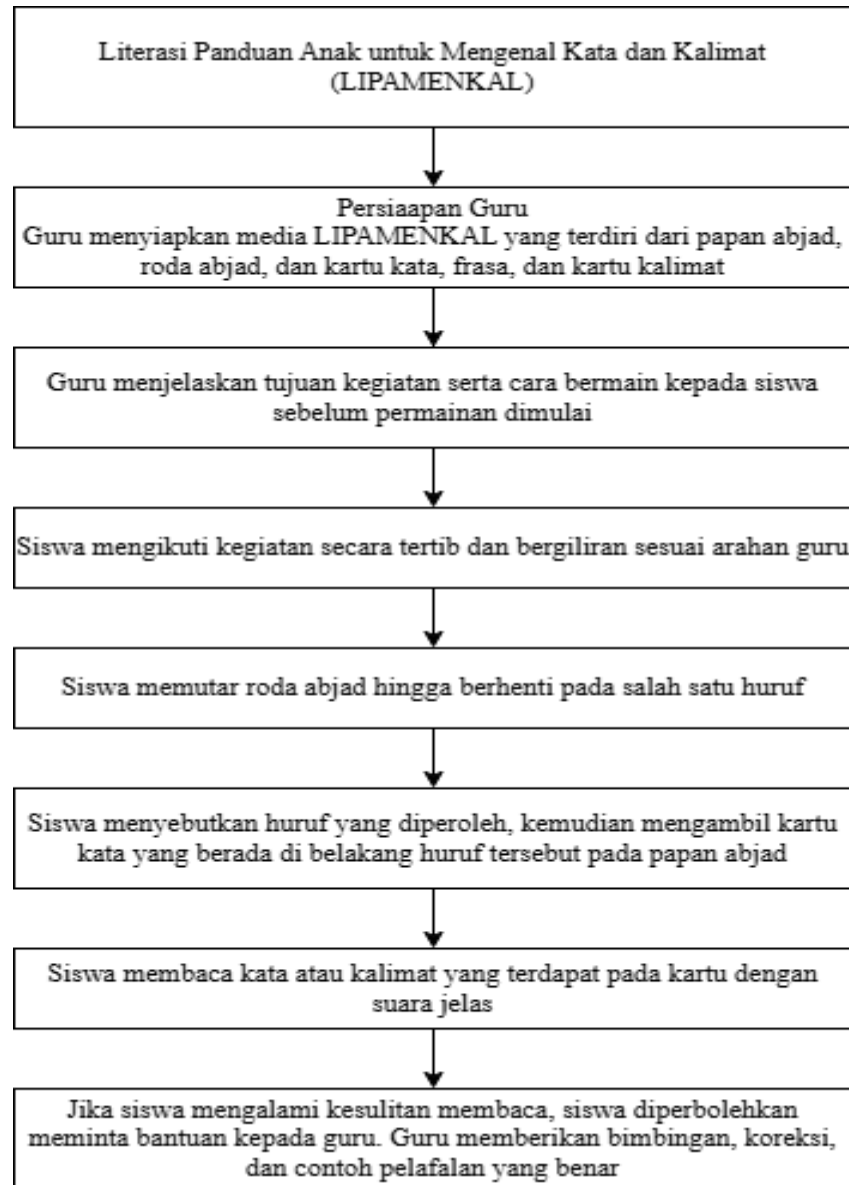 Literasi Panduan Anak untuk Mengenal Kata dan Kalimat
(LIPAMENKAL)
Persiaapan Guru
Guru menyiapkan media LIPAMENKAL yang terdiri dari papan abjad,
roda abjad, dan kartu kata, frasa, dan kartu kalimat
Guru menjelaskan tujuan kegiatan serta cara bermain kepada siswa
sebelum permainan dimulai
Siswa mengikuti kegiatan secara tertib dan bergiliran sesuai arahan guru
Siswa memutar roda abjad hingga berhenti pada salah satu huruf
Siswa menyebutkan huruf yang diperoleh, kemudian mengambil kartu
kata yang berada di belakang huruf tersebut pada papan abjad
Siswa membaca kata atau kalimat yang terdapat pada kartu dengan
suara jelas
Jika siswa mengalami kesulitan membaca, siswa diperbolehkan
meminta bantuan kepada guru. Guru memberikan bimbingan, koreksi,
dan contoh pelafalan yang benar